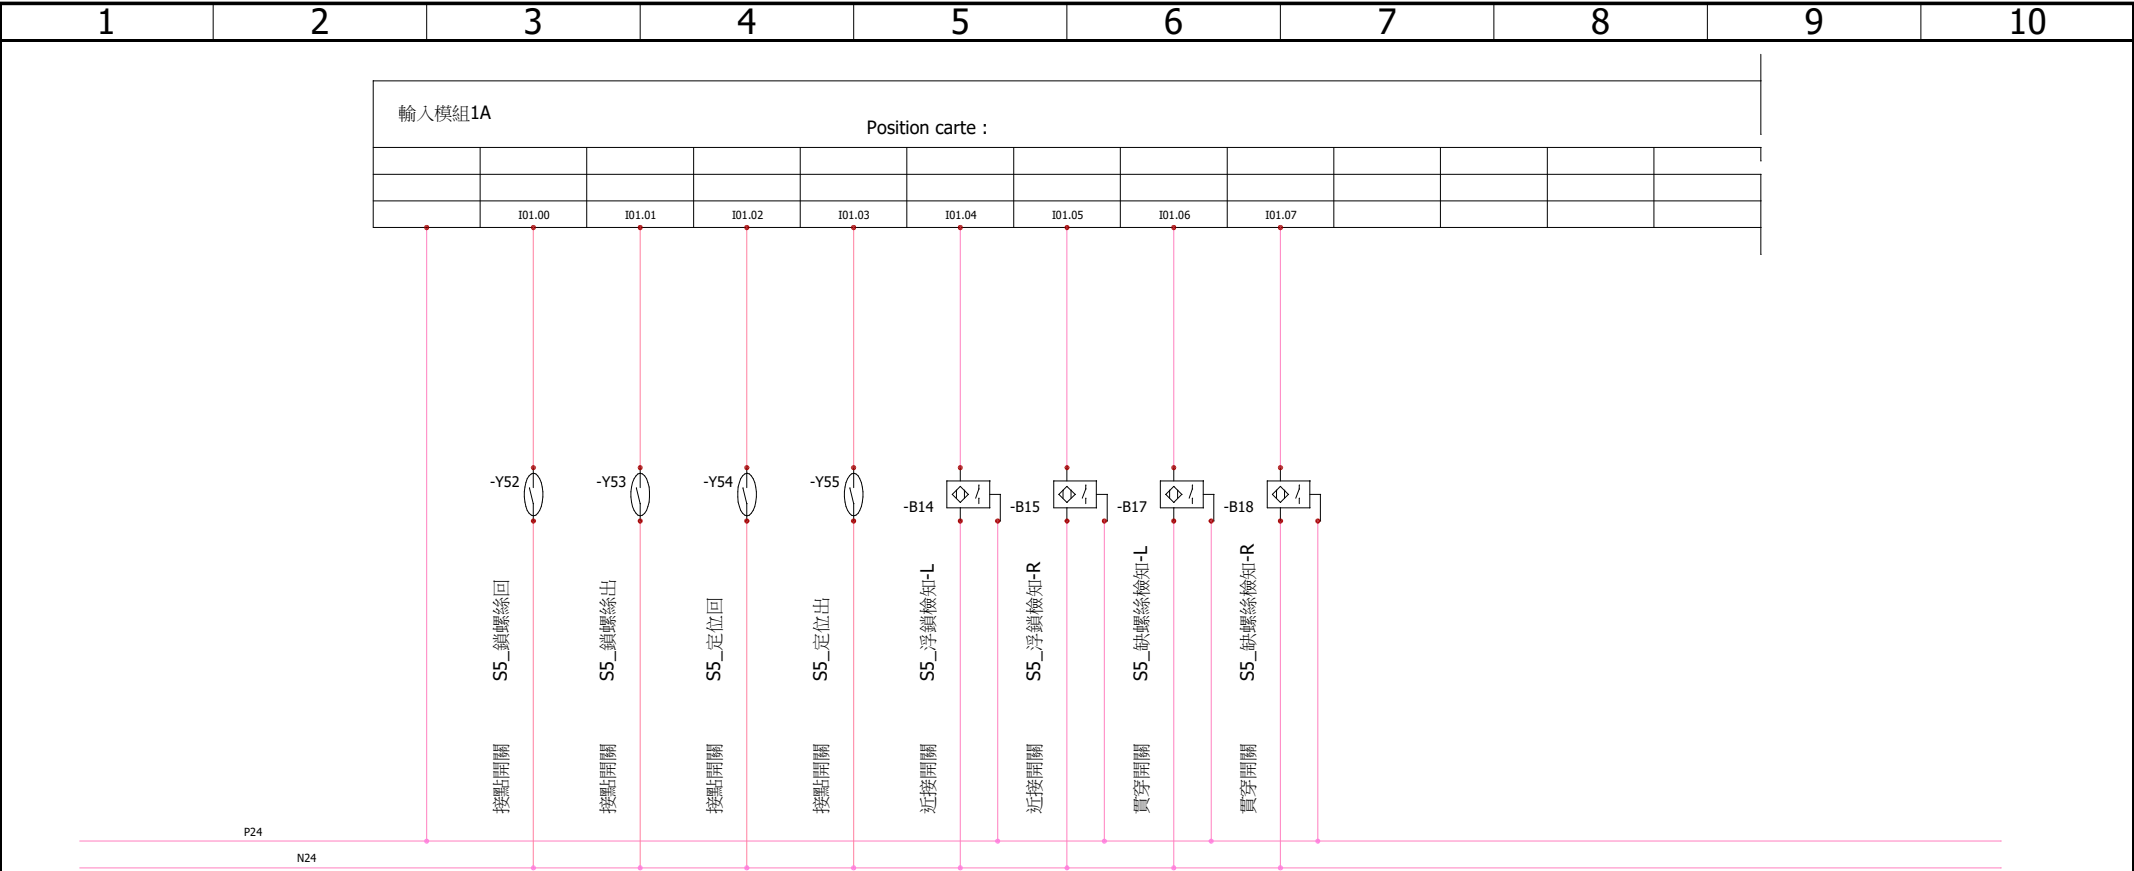 1 2 3 4 5 6 7 8 9 10
輸入模組1A
Position carte :
I01.00 I01.01 I01.02 I01.03 I01.04 I01.05 I01.06 I01.07
-Y52 -Y53 -Y54 -Y55 -B14 -B15 -B17 -B18
S5_鎖螺絲回
S5_鎖螺絲出
S5_定位回
S5_定位出
S5_浮鎖檢知-L
S5_浮鎖檢知-R
S5_缺螺絲檢知-L
S5_缺螺絲檢知-R
接點開關
接點開關
接點開關
接點開關
近接開關
近接開關
貫穿開關
貫穿開關
P24
N24